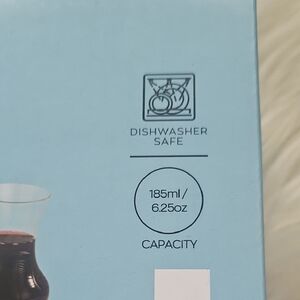 DISHWASHER
SAFE
185ml/
6.25oz
CAPACITY